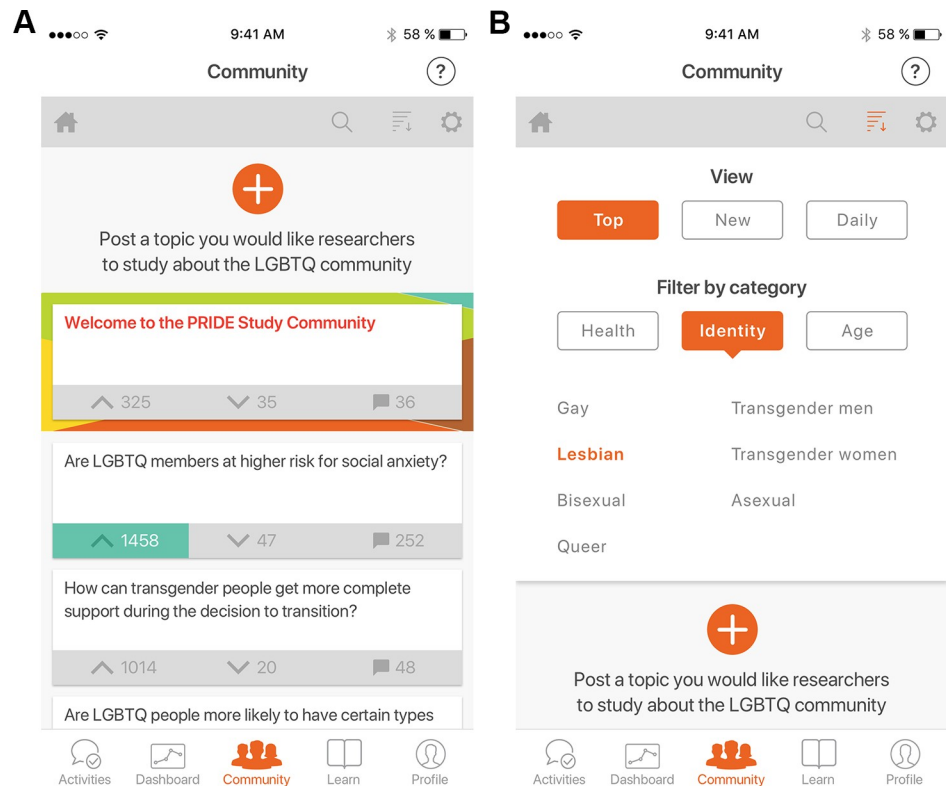 A
9:41 AM
58 %
Community
?
Post a topic you would like researchers
to study about the LGBTQ community
Welcome to the PRIDE Study Community
325 35 36
Are LGBTQ members at higher risk for social anxiety?
1458 47 252
How can transgender people get more complete
support during the decision to transition?
1014 20 48
Are LGBTQ people more likely to have certain types
Activities Dashboard Community Learn Profile
B
9:41 AM
58 %
Community
?
View
Top New Daily
Filter by category
Health Identity Age
Gay Transgender men
Lesbian Transgender women
Bisexual Asexual
Queer
Post a topic you would like researchers
to study about the LGBTQ community
Activities Dashboard Community Learn Profile